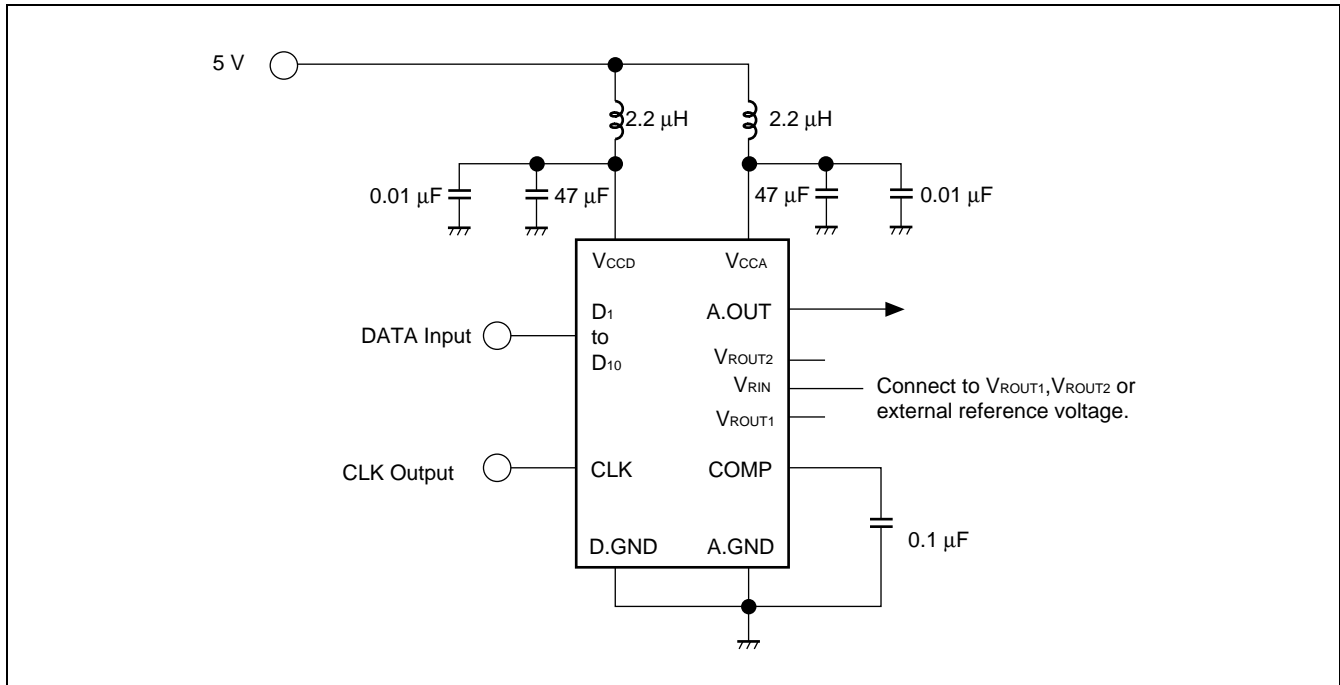 5 V
2.2 µH
2.2 µH
0.01 µF
47 µF
47 µF
0.01 µF
VCCD
VCCA
DATA Input
D1
to
D10
A.OUT
VROUT2
VRIN
VROUT1
Connect to VROUT1,VROUT2 or
external reference voltage.
CLK Output
CLK
COMP
0.1 µF
D.GND
A.GND